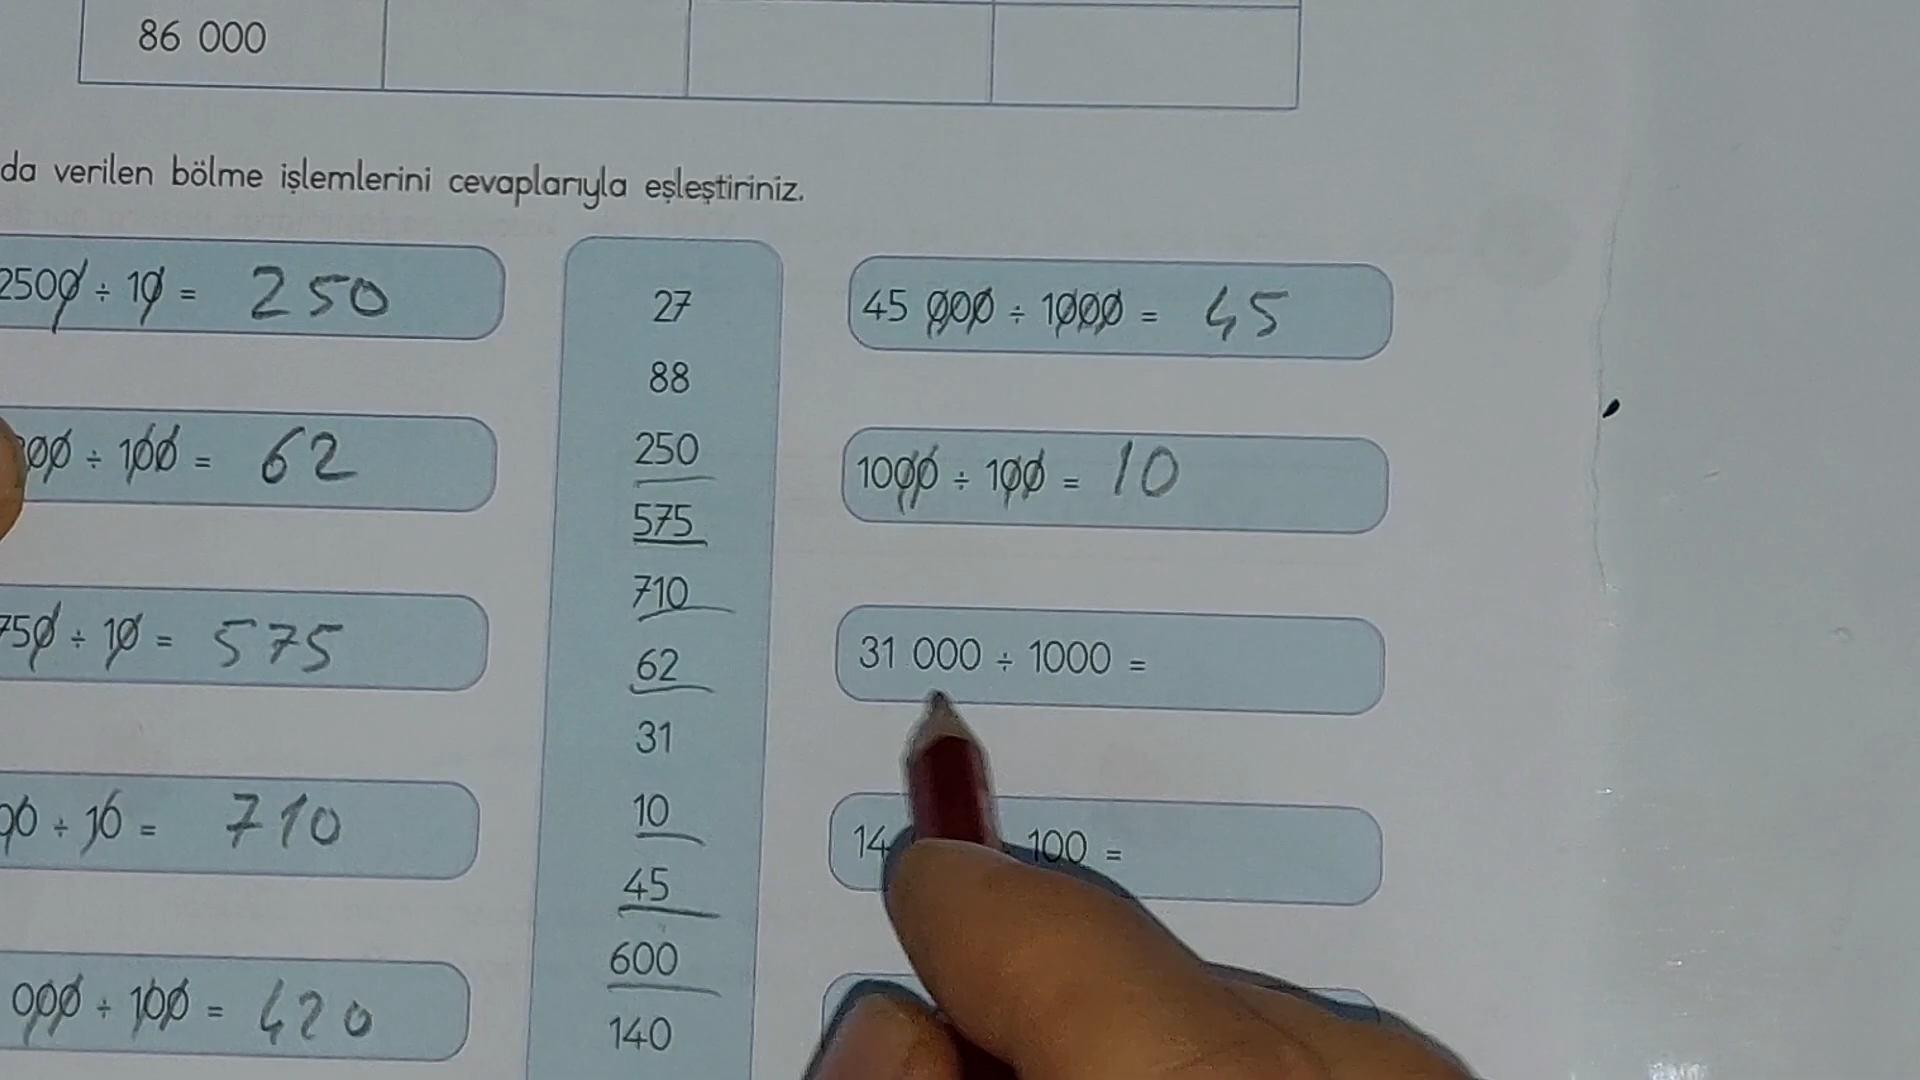 86 000
da verilen bölme işlemlerini cevaplarıyla eşleştiriniz.
2500 ÷ 10 = 250
00 ÷ 100 = 62
750 ÷ 10 = 575
00 ÷ 10 = 710
000 ÷ 100 = 420
27
88
250
575
710
62
31
10
45
600
140
45 000 ÷ 1000 = 45
1000 ÷ 100 = 10
31 000 ÷ 1000 =
14 100 =